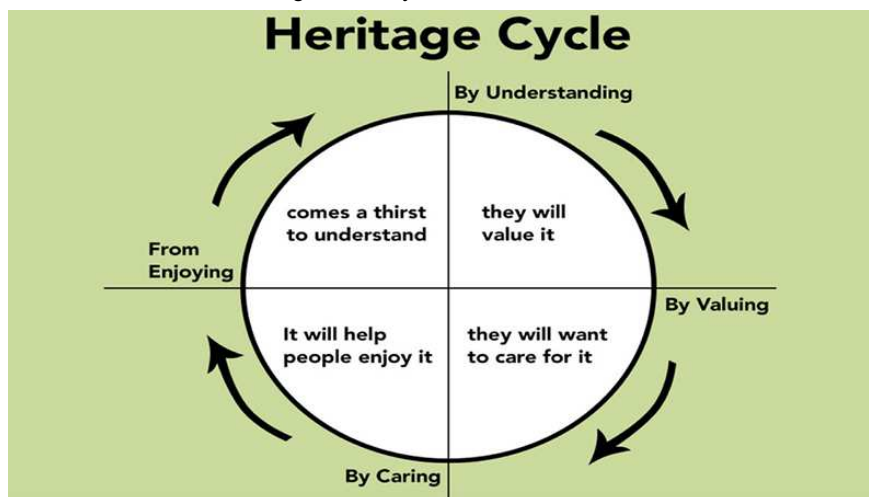 Heritage Cycle
By Understanding
comes a thirst
to understand
they will
value it
From
Enjoying
By Valuing
It will help
people enjoy it
they will want
to care for it
By Caring